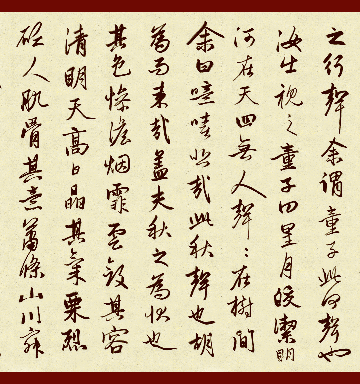 之行聲余謂童子此何聲也
汝出視之童子曰星月皎潔明
河在天四無人聲〻在樹間
余曰噫嘻悲哉此秋聲也胡
為而來哉蓋夫秋之為狀也
其色慘澹烟霏雲斂其容
清明天高日晶其氣栗烈
砭人肌骨其意蕭條山川寂